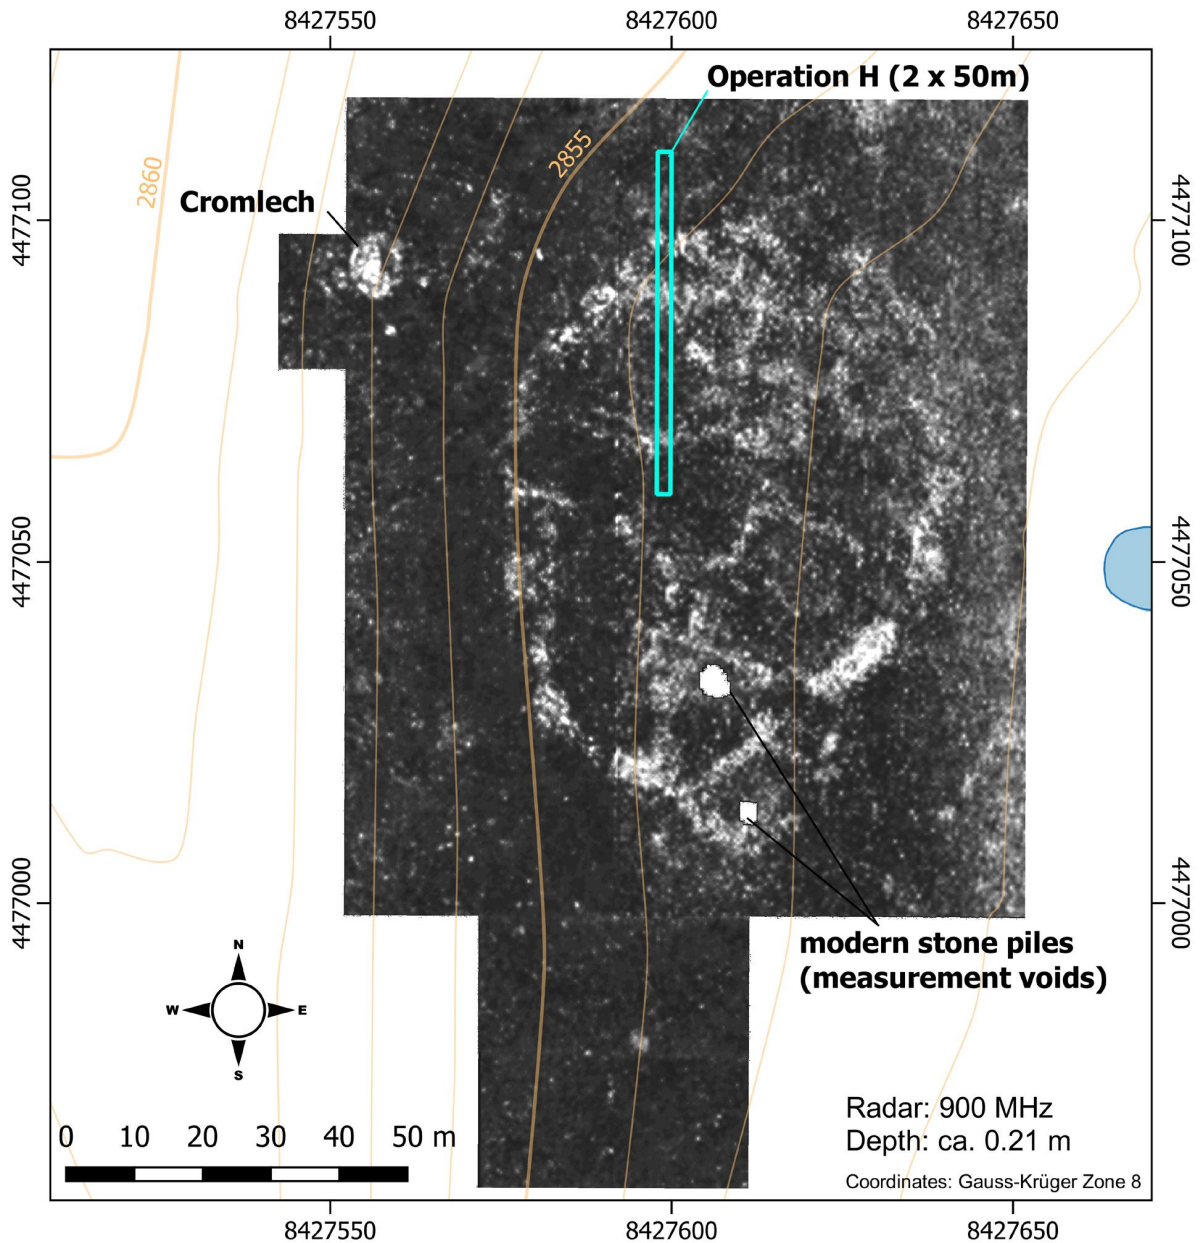 8427550 8427600 8427650
Operation H (2 x 50m)
2855
2860
Cromlech
4477100
4477100
4477050
4477050
4477000
4477000
modern stone piles
(measurement voids)
N
W E
S
0 10 20 30 40 50 m
Radar: 900 MHz
Depth: ca. 0.21 m
Coordinates: Gauss-Krüger Zone 8
8427550 8427600 8427650